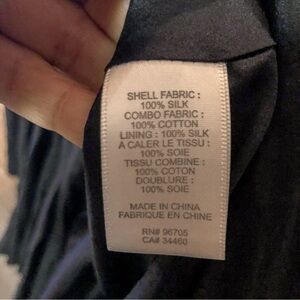 SHELL FABRIC :
100% SILK
COMBO FABRIC :
100% COTTON
LINING : 100% SILK
A CALER LE TISSU :
100% SOIE
TISSU COMBINE :
100% COTON
DOUBLURE :
100% SOIE
MADE IN CHINA
FABRIQUE EN CHINE
RN# 96705
CA# 34460